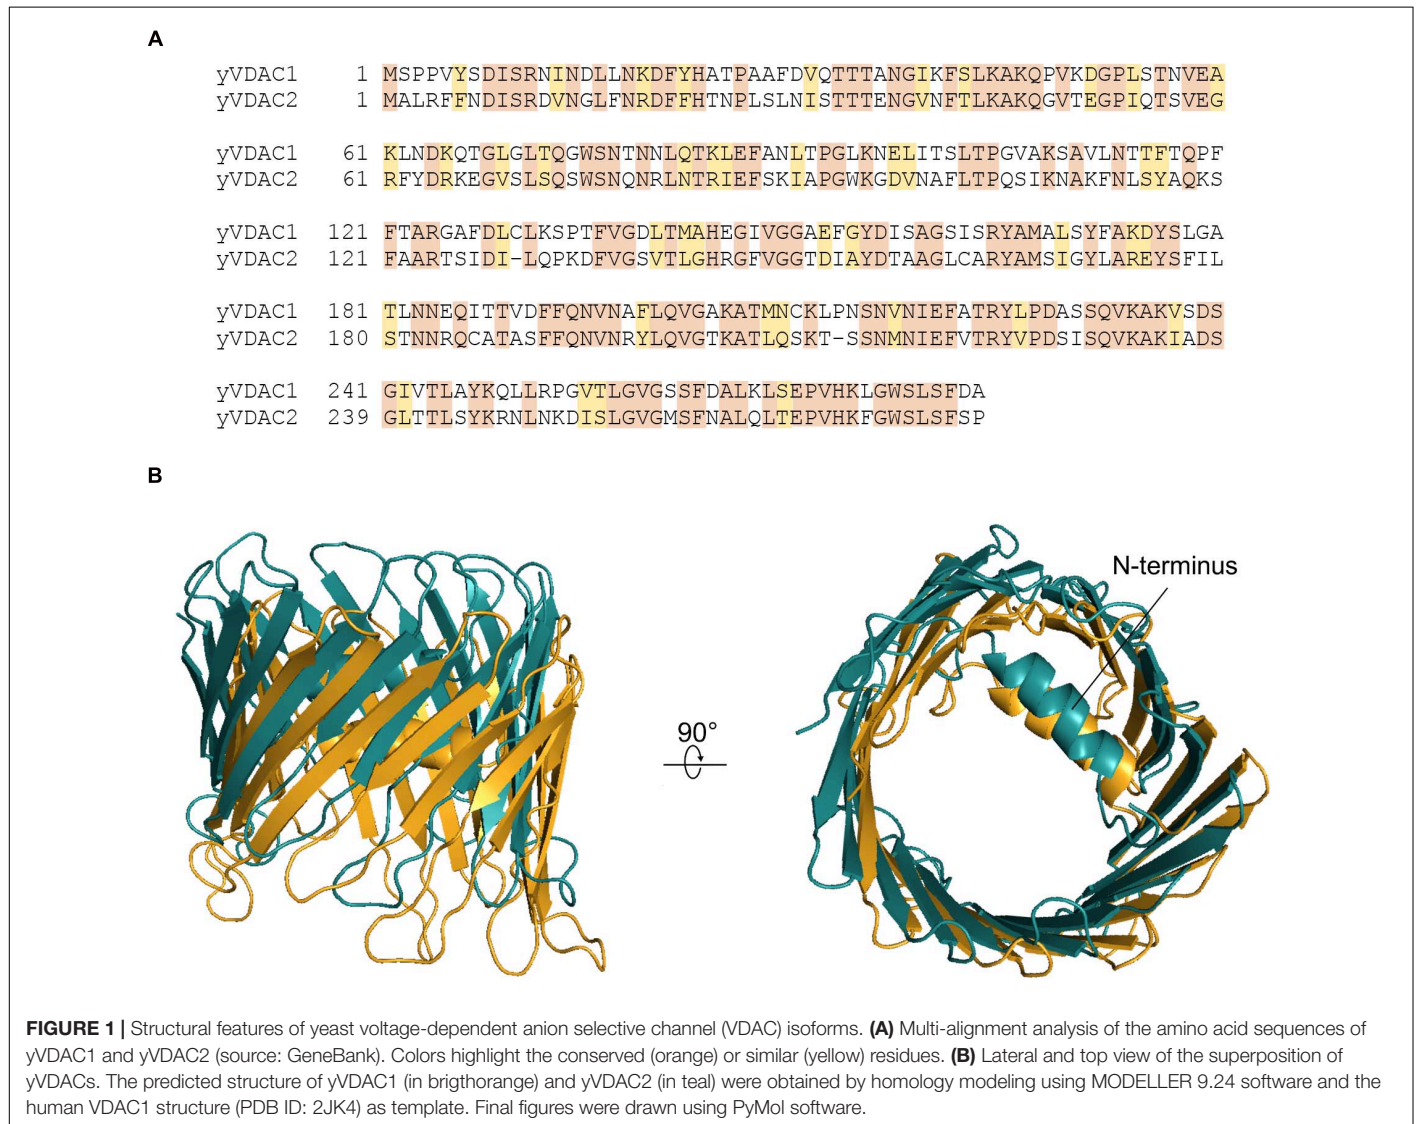 A
yVDAC1 1 MSPPVYSDISRNINDLLNKDFYHATPAAFDVQTTTANGIKFSLKAKQPVKDGPLSTNVEA
yVDAC2 1 MALRFFNDISRDVNGLFNRDFFHTNPLSLNISTTTENGVNFTLKAKQGVTEGPIQTSVEG
yVDAC1 61 KLNDKQTGLGLTQGWSNTNNLQTKLEFANLTPGLKNELITSLTPGVAKSAVLNTTFTQPF
yVDAC2 61 RFYDRKEGVSLSQSWSNQNRLNTRIEFSKIAPGWKGDVNAFLTPQSIKNAKFNLSYAQKS
yVDAC1 121 FTARGAFDLCLKSPTFVGDLTMAHEGIVGGAEFGYDISAGSISRYAMALSYFAKDYSLGA
yVDAC2 121 FAARTSIDI-LQPKDFVGSVTLGHRGFVGGTDIAYDTAAGLCARYAMSIGYLAREYSFIL
yVDAC1 181 TLNNEQITTVDFFQNVNAFLQVGAKATMNCKLPNSNVNIEFATRYLPDASSQVKAKVSDS
yVDAC2 180 STNNRQCATASFFQNVNRYLQVGTKATLQSKT-SSNMNIEFVTRYVPDSISQVKAKIADS
yVDAC1 241 GIVTLAYKQLLRPGVTLGVGSSFDALKLSEPVHKLGWSLSFDA
yVDAC2 239 GLTTLSYKRNLNKDISLGVGMSFNALQLTEPVHKFGWSLSFSP
B
N-terminus
90°
FIGURE 1 | Structural features of yeast voltage-dependent anion selective channel (VDAC) isoforms. (A) Multi-alignment analysis of the amino acid sequences of
yVDAC1 and yVDAC2 (source: GeneBank). Colors highlight the conserved (orange) or similar (yellow) residues. (B) Lateral and top view of the superposition of
yVDACs. The predicted structure of yVDAC1 (in brigthorange) and yVDAC2 (in teal) were obtained by homology modeling using MODELLER 9.24 software and the
human VDAC1 structure (PDB ID: 2JK4) as template. Final figures were drawn using PyMol software.